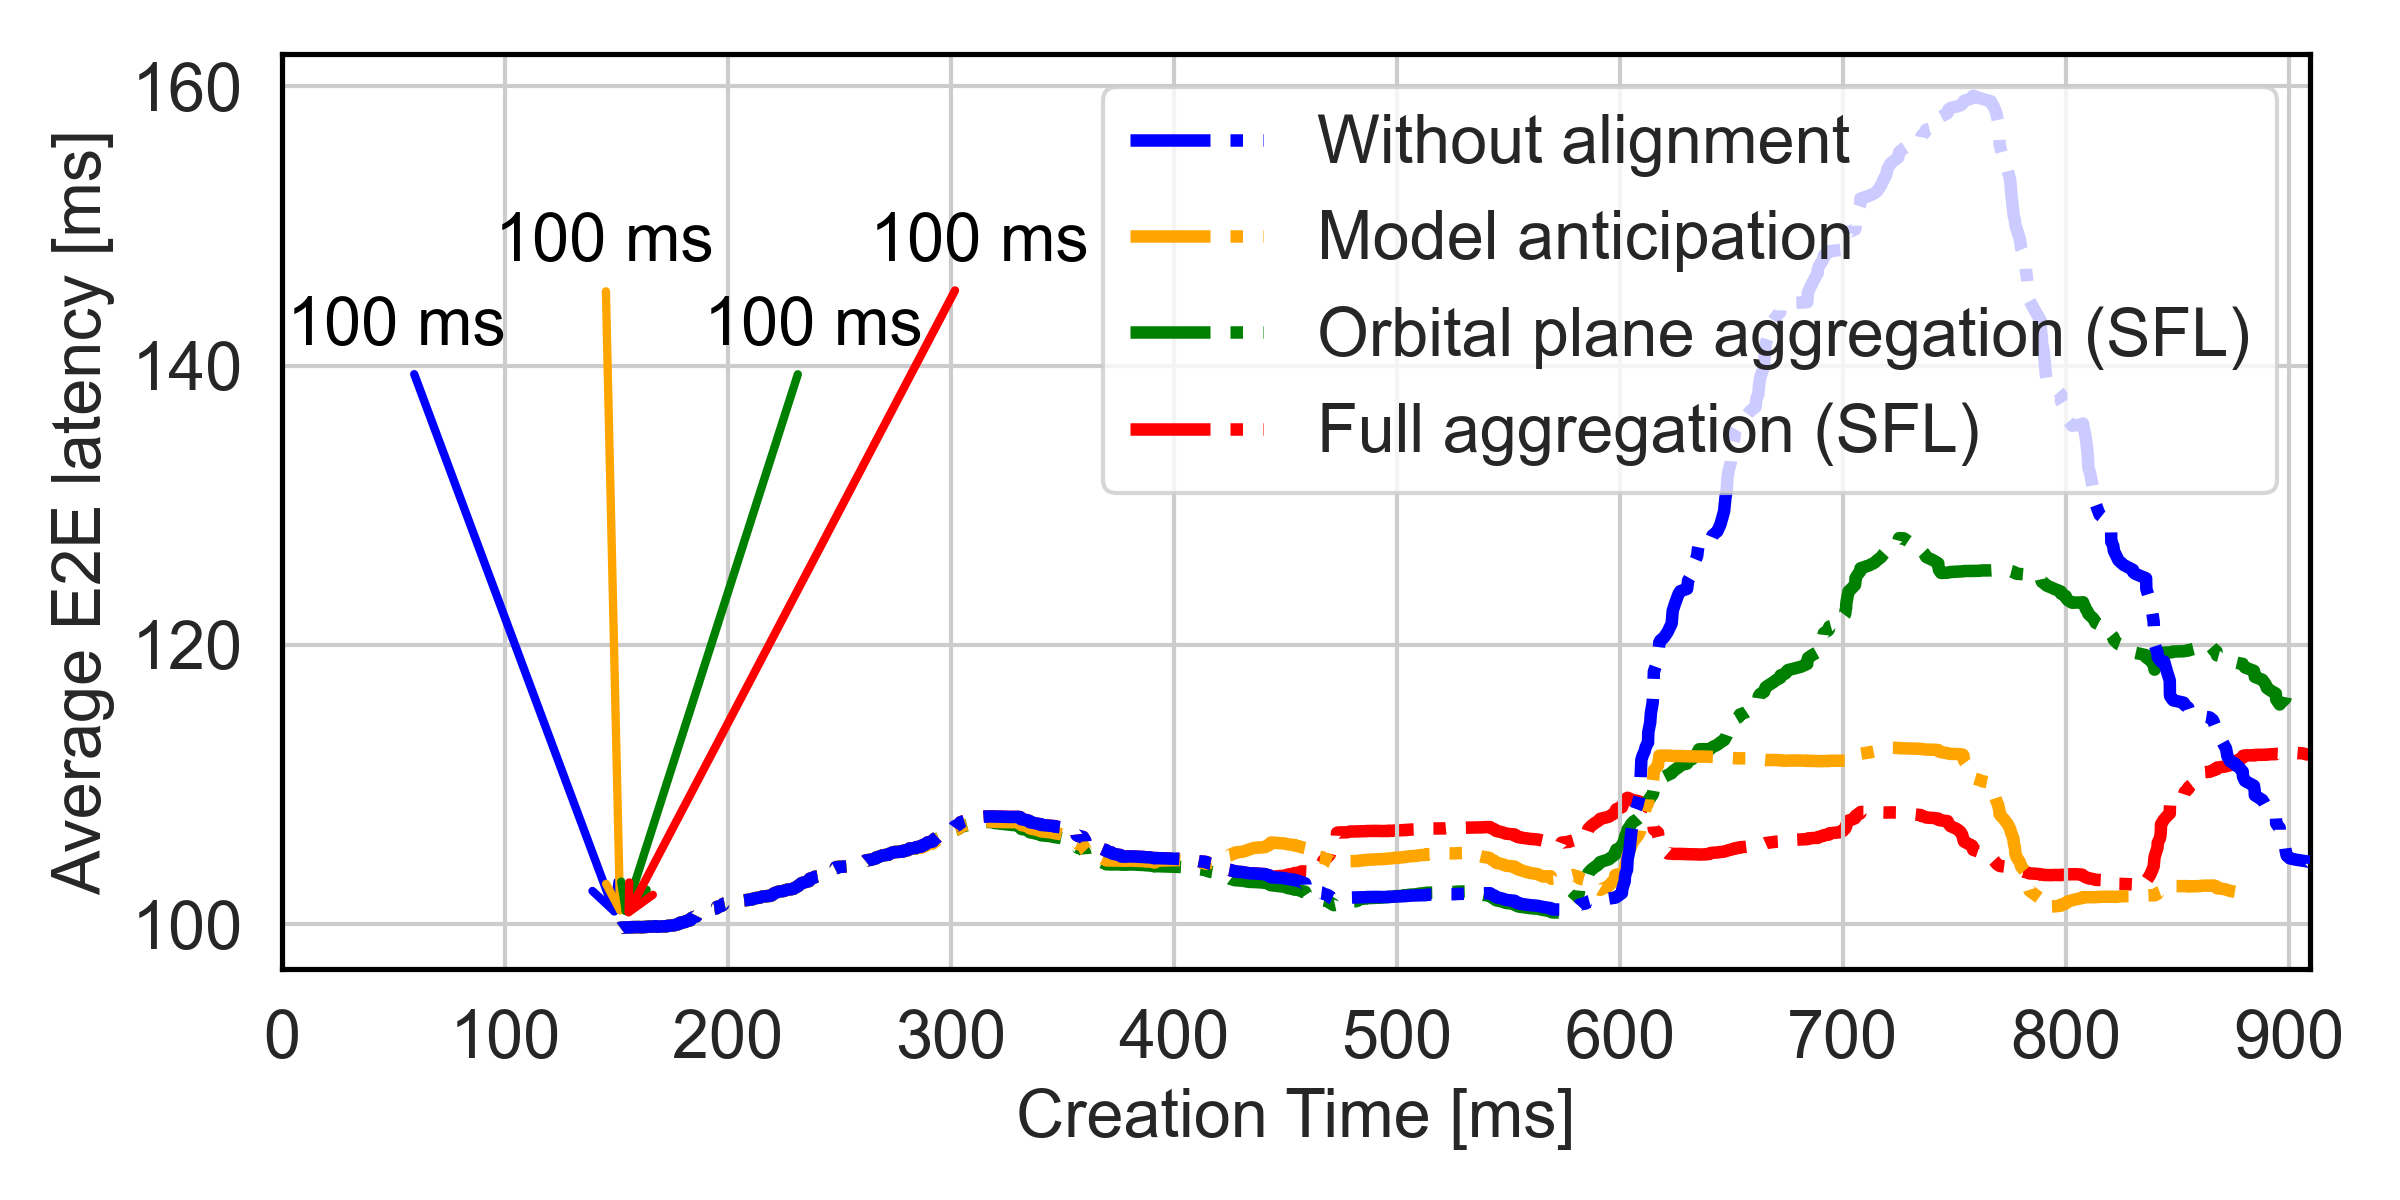 Average E2E latency [ms]
160
140
120
100
100 ms
100 ms
100 ms
100 ms
Without alignment
Model anticipation
Orbital plane aggregation (SFL)
Full aggregation (SFL)
0 100 200 300 400 500 600 700 800 900
Creation Time [ms]